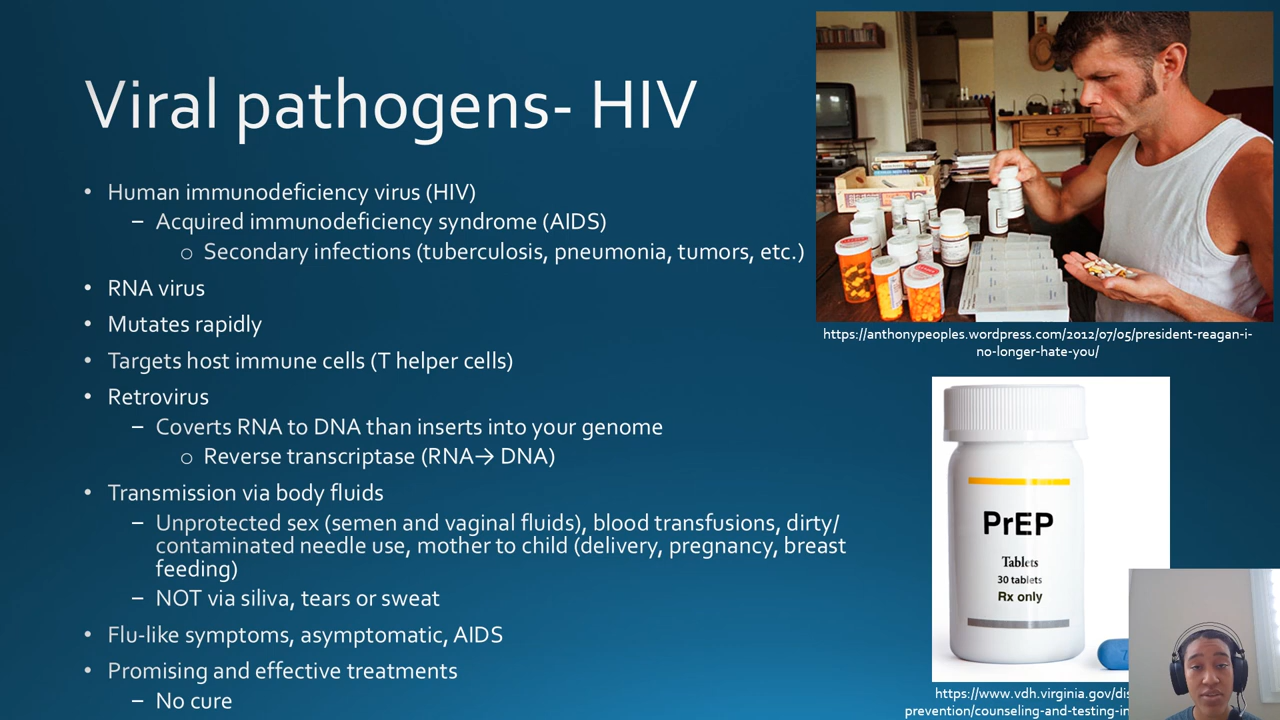 Viral pathogens- HIV
• Human immunodeficiency virus (HIV)
– Acquired immunodeficiency syndrome (AIDS)
o Secondary infections (tuberculosis, pneumonia, tumors, etc.)
• RNA virus
• Mutates rapidly
• Targets host immune cells (T helper cells)
• Retrovirus
– Coverts RNA to DNA than inserts into your genome
o Reverse transcriptase (RNA→ DNA)
• Transmission via body fluids
– Unprotected sex (semen and vaginal fluids), blood transfusions, dirty/
contaminated needle use, mother to child (delivery, pregnancy, breast
feeding)
– NOT via siliva, tears or sweat
• Flu-like symptoms, asymptomatic, AIDS
• Promising and effective treatments
– No cure
https://anthonypeoples.wordpress.com/2012/07/05/president-reagan-i-
no-longer-hate-you/
PrEP
Tablets
30 tablets
Rx only
https://www.vdh.virginia.gov/dis
prevention/counseling-and-testing-in